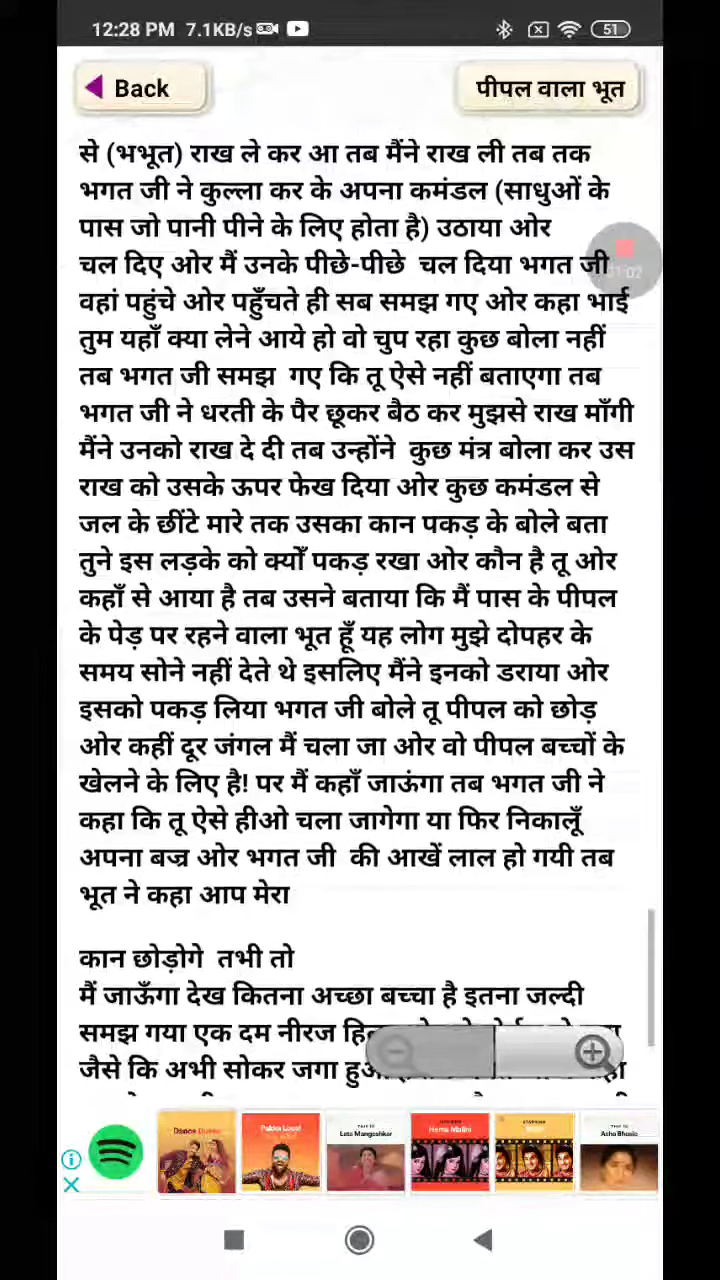 12:28 PM 7.1KB/s
51
Back
पीपल वाला भूत
से (भभूत) राख ले कर आ तब मैंने राख ली तब तक
भगत जी ने कुल्ला कर के अपना कमंडल (साधुओं के
पास जो पानी पीने के लिए होता है) उठाया ओर
चल दिए ओर मैं उनके पीछे-पीछे चल दिया भगत जी
वहां पहुंचे ओर पहुँचते ही सब समझ गए ओर कहा भाई
तुम यहाँ क्या लेने आये हो वो चुप रहा कुछ बोला नहीं
तब भगत जी समझ गए कि तू ऐसे नहीं बताएगा तब
भगत जी ने धरती के पैर छूकर बैठ कर मुझसे राख माँगी
मैंने उनको राख दे दी तब उन्होंने कुछ मंत्र बोला कर उस
राख को उसके ऊपर फेख दिया ओर कुछ कमंडल से
जल के छींटे मारे तक उसका कान पकड़ के बोले बता
तुने इस लड़के को क्यों पकड़ रखा ओर कौन है तू ओर
कहाँ से आया है तब उसने बताया कि मैं पास के पीपल
के पेड़ पर रहने वाला भूत हूँ यह लोग मुझे दोपहर के
समय सोने नहीं देते थे इसलिए मैंने इनको डराया ओर
इसको पकड़ लिया भगत जी बोले तू पीपल को छोड़
ओर कहीं दूर जंगल मैं चला जा ओर वो पीपल बच्चों के
खेलने के लिए है! पर मैं कहाँ जाऊंगा तब भगत जी ने
कहा कि तू ऐसे हीओ चला जागेगा या फिर निकालूँ
अपना बज्र ओर भगत जी की आखें लाल हो गयी तब
भूत ने कहा आप मेरा
कान छोड़ोगे तभी तो
मैं जाऊँगा देख कितना अच्छा बच्चा है इतना जल्दी
समझ गया एक दम नीरज
जैसे कि अभी सोकर जगा
Lata Mangeshkar
Hema Malini
Asha Bhosle